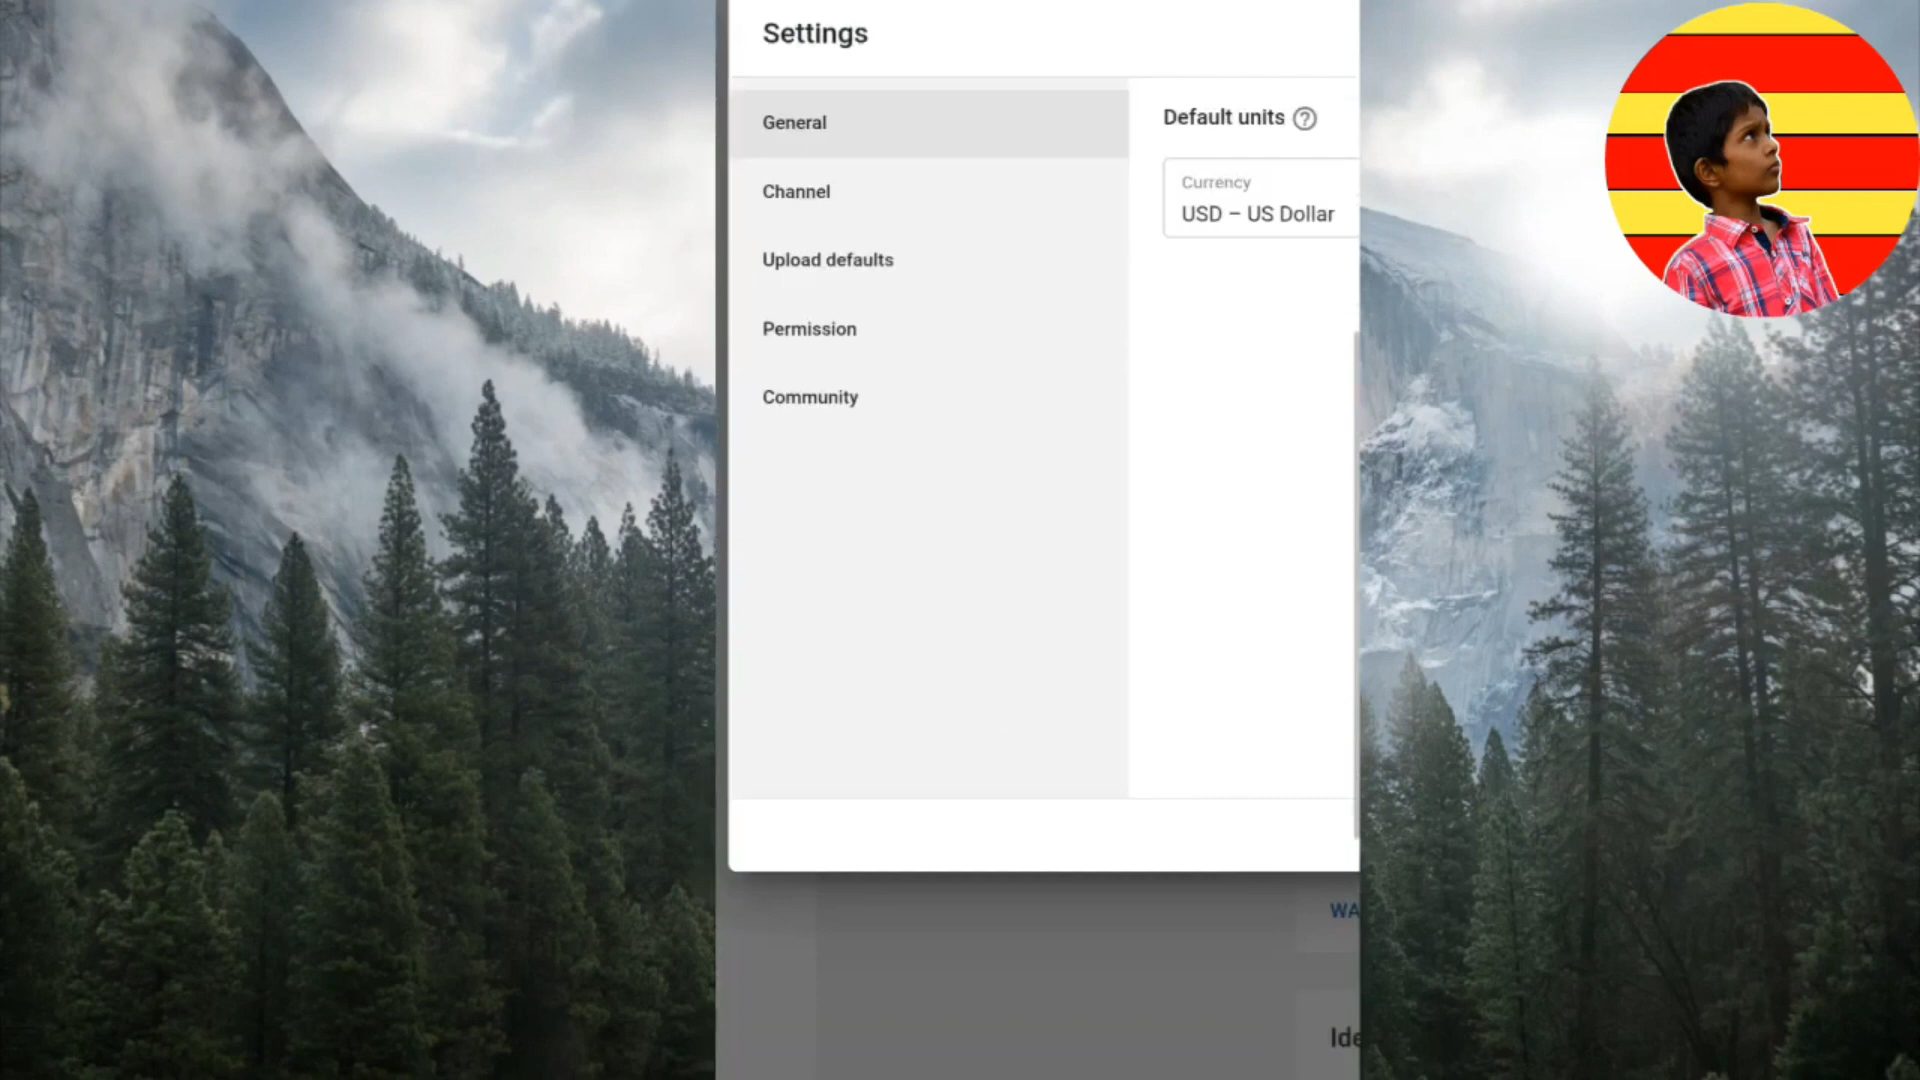 Settings
General
Channel
Upload defaults
Permission
Community
Default units
Currency
USD – US Dollar